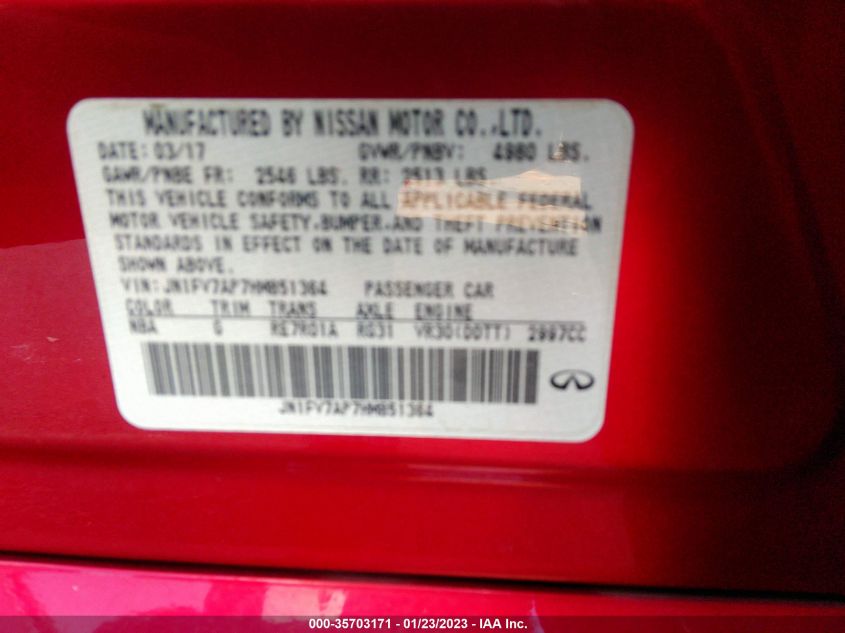 MANUFACTURED BY NISSAN MOTOR CO.,LTD.
DATE: 03/17 GVWR/PNBV: 4980 LBS.
GAWR/PNBE FR: 2546 LBS. RR: 2513 LBS
THIS VEHICLE CONFORMS TO ALL APPLICABLE FEDERAL
MOTOR VEHICLE SAFETY,BUMPER,AND THEFT PREVENTION
STANDARDS IN EFFECT ON THE DATE OF MANUFACTURE
SHOWN ABOVE.
VIN:JN1FV7AP7HM851364 PASSENGER CAR
COLOR TRIM TRANS AXLE ENGINE
NBA G RE7R01A R031 VR30(DDTT) 2997CC
JN1FV7AP7HM851364
000-35703171 - 01/23/2023 - IAA Inc.